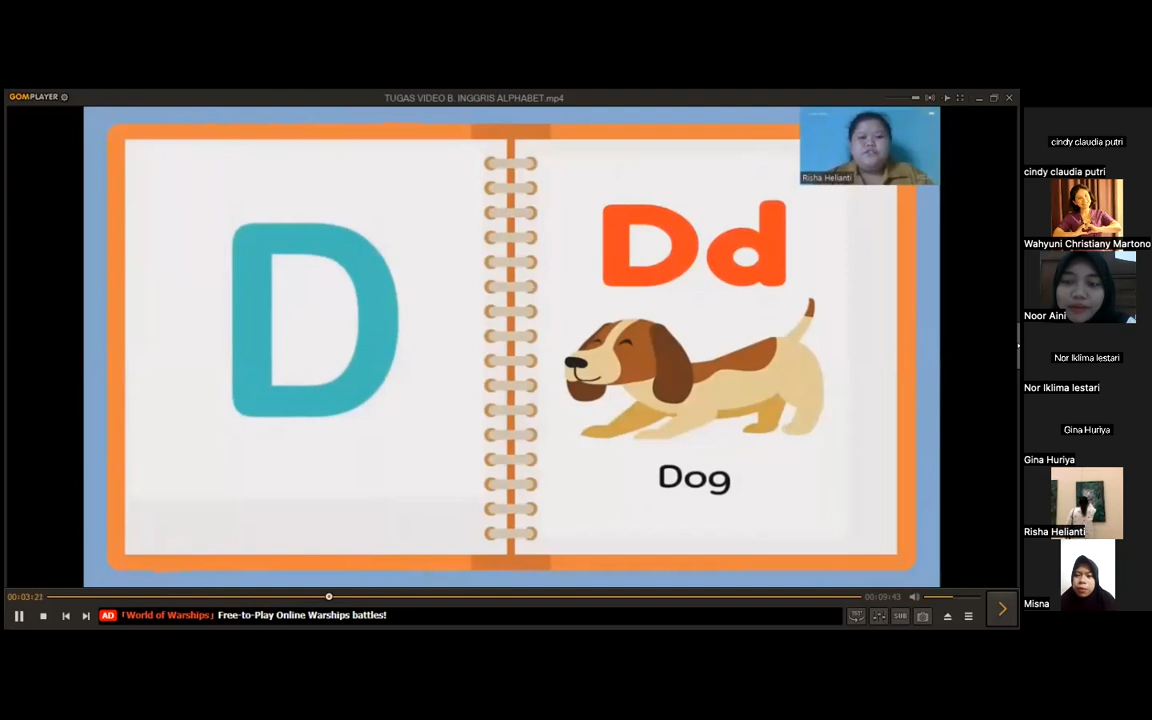 GOMPLAYER
TUGAS VIDEO B. INGGRIS ALPHABET.mp4
Risha Helianti
D
Dd
Dog
00:03:21
00:09:43
AD 「World of Warships」 Free-to-Play Online Warships battles!
SUB
cindy claudia putri
cindy claudia putri
Wahyuni Christiany Martono
Noor Aini
Nor Iklima lestari
Nor Iklima lestari
Gina Huriya
Gina Huriya
Risha Helianti
Misna